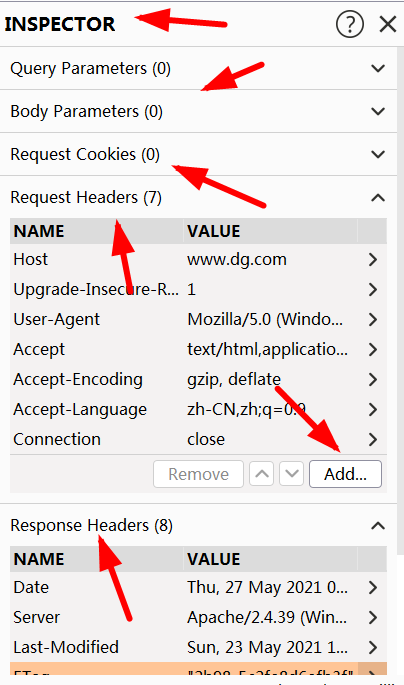 INSPECTOR ?
Query Parameters (0)
Body Parameters (0)
Request Cookies (0)
Request Headers (7)
NAME VALUE
Host www.dg.com
Upgrade-Insecure-R... 1
User-Agent Mozilla/5.0 (Windo...
Accept text/html,applicatio...
Accept-Encoding gzip, deflate
Accept-Language zh-CN,zh;q=0.9
Connection close
Remove Add...
Response Headers (8)
NAME VALUE
Date Thu, 27 May 2021 0...
Server Apache/2.4.39 (Win...
Last-Modified Sun, 23 May 2021 1...
ETag